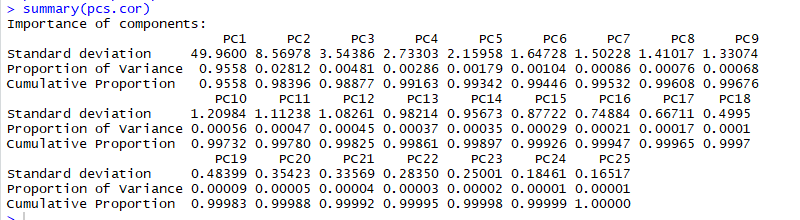 > summary(pcs.cor)
Importance of components:
PC1 PC2 PC3 PC4 PC5 PC6 PC7 PC8 PC9
Standard deviation 49.9600 8.56978 3.54386 2.73303 2.15958 1.64728 1.50228 1.41017 1.33074
Proportion of Variance 0.9558 0.02812 0.00481 0.00286 0.00179 0.00104 0.00086 0.00076 0.00068
Cumulative Proportion 0.9558 0.98396 0.98877 0.99163 0.99342 0.99446 0.99532 0.99608 0.99676
PC10 PC11 PC12 PC13 PC14 PC15 PC16 PC17 PC18
Standard deviation 1.20984 1.11238 1.08261 0.98214 0.95673 0.87722 0.74884 0.66711 0.4995
Proportion of Variance 0.00056 0.00047 0.00045 0.00037 0.00035 0.00029 0.00021 0.00017 0.0001
Cumulative Proportion 0.99732 0.99780 0.99825 0.99861 0.99897 0.99926 0.99947 0.99965 0.9997
PC19 PC20 PC21 PC22 PC23 PC24 PC25
Standard deviation 0.48399 0.35423 0.33569 0.28350 0.25001 0.18461 0.16517
Proportion of Variance 0.00009 0.00005 0.00004 0.00003 0.00002 0.00001 0.00001
Cumulative Proportion 0.99983 0.99988 0.99992 0.99995 0.99998 0.99999 1.00000
>